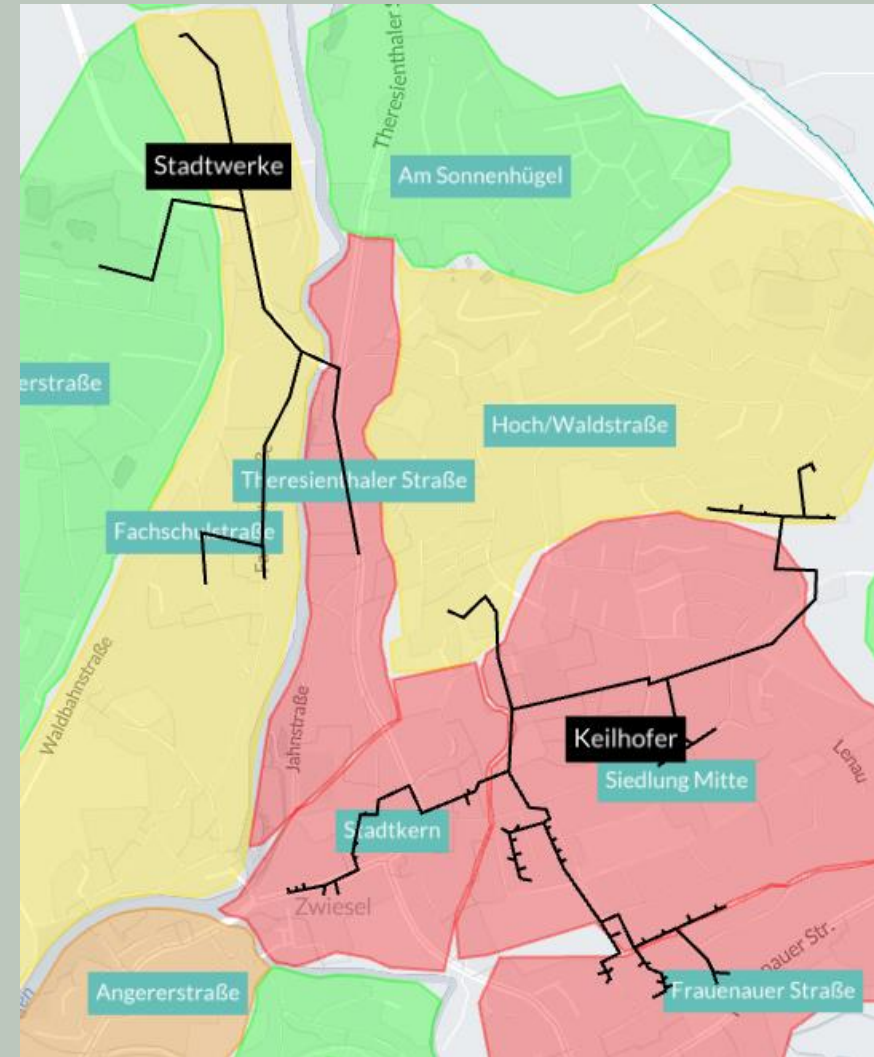 Theresienthaler S
Stadtwerke
Am Sonnenhügel
erstraße
Hoch/Waldstraße
Theresienthaler Straße
Fachschulstraße
Waldbahnstraße
Jahnstraße
Keilhofer
Lenau
Siedlung Mitte
Stadtkern
Zwiesel
nauer Str.
Angererstraße
Frauenauer Straße